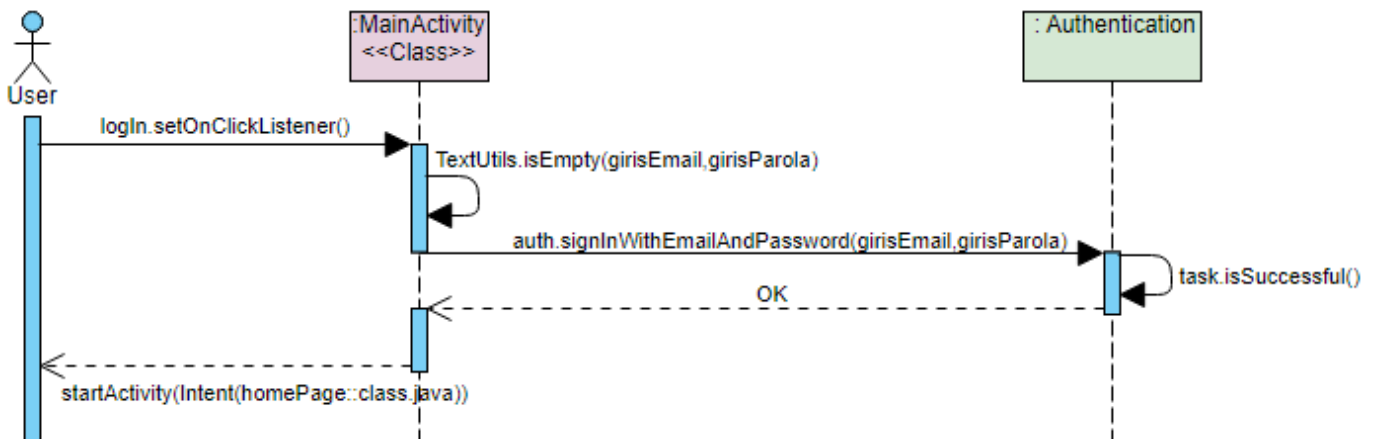 :MainActivity
<<Class>>
: Authentication
User
logIn.setOnClickListener()
TextUtils.isEmpty(girisEmail,girisParola)
auth.signInWithEmailAndPassword(girisEmail,girisParola)
task.isSuccessful()
OK
startActivity(Intent(homePage::class.java))